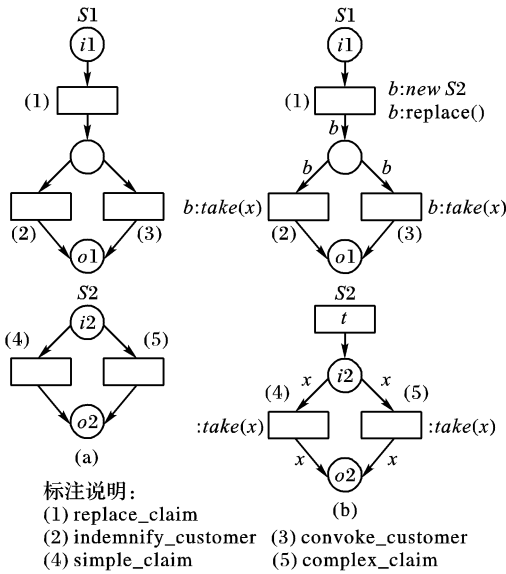 S1 S1
i1 i1
(1) (1) b:new S2
b:replace()
b
b b
b:take(x) b:take(x)
(2) (3) (2) (3)
o1 o1
S2 S2
i2 t
(4) (5)
x i2 x
(4) (5)
:take(x) :take(x)
o2 x x
o2
(a) (b)
标注说明：
(1) replace_claim
(2) indemnify_customer (3) convoke_customer
(4) simple_claim (5) complex_claim